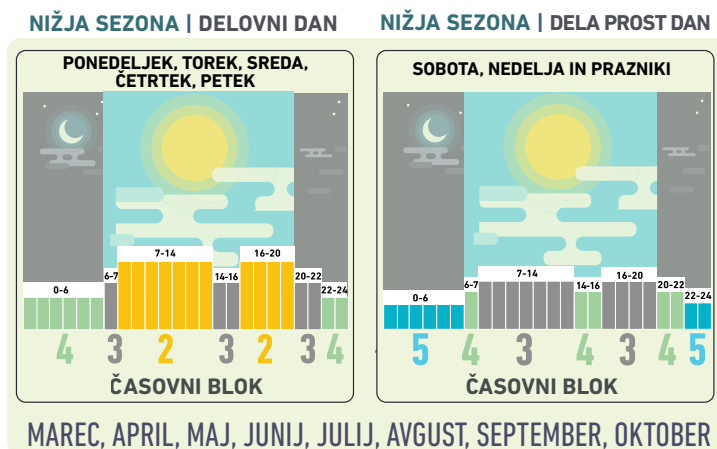 NIŽJA SEZONA | DELOVNI DAN
PONEDELJEK, TOREK, SREDA,
ČETRTEK, PETEK
7-14
16-20
6-7
14-16
20-22
0-6
22-24
4 3 2 3 2 3 4
ČASOVNI BLOK
NIŽJA SEZONA | DELA PROST DAN
SOBOTA, NEDELJA IN PRAZNIKI
7-14
16-20
6-7
14-16
20-22
0-6
22-24
5 4 3 4 3 4 5
ČASOVNI BLOK
MAREC, APRIL, MAJ, JUNIJ, JULIJ, AVGUST, SEPTEMBER, OKTOBER